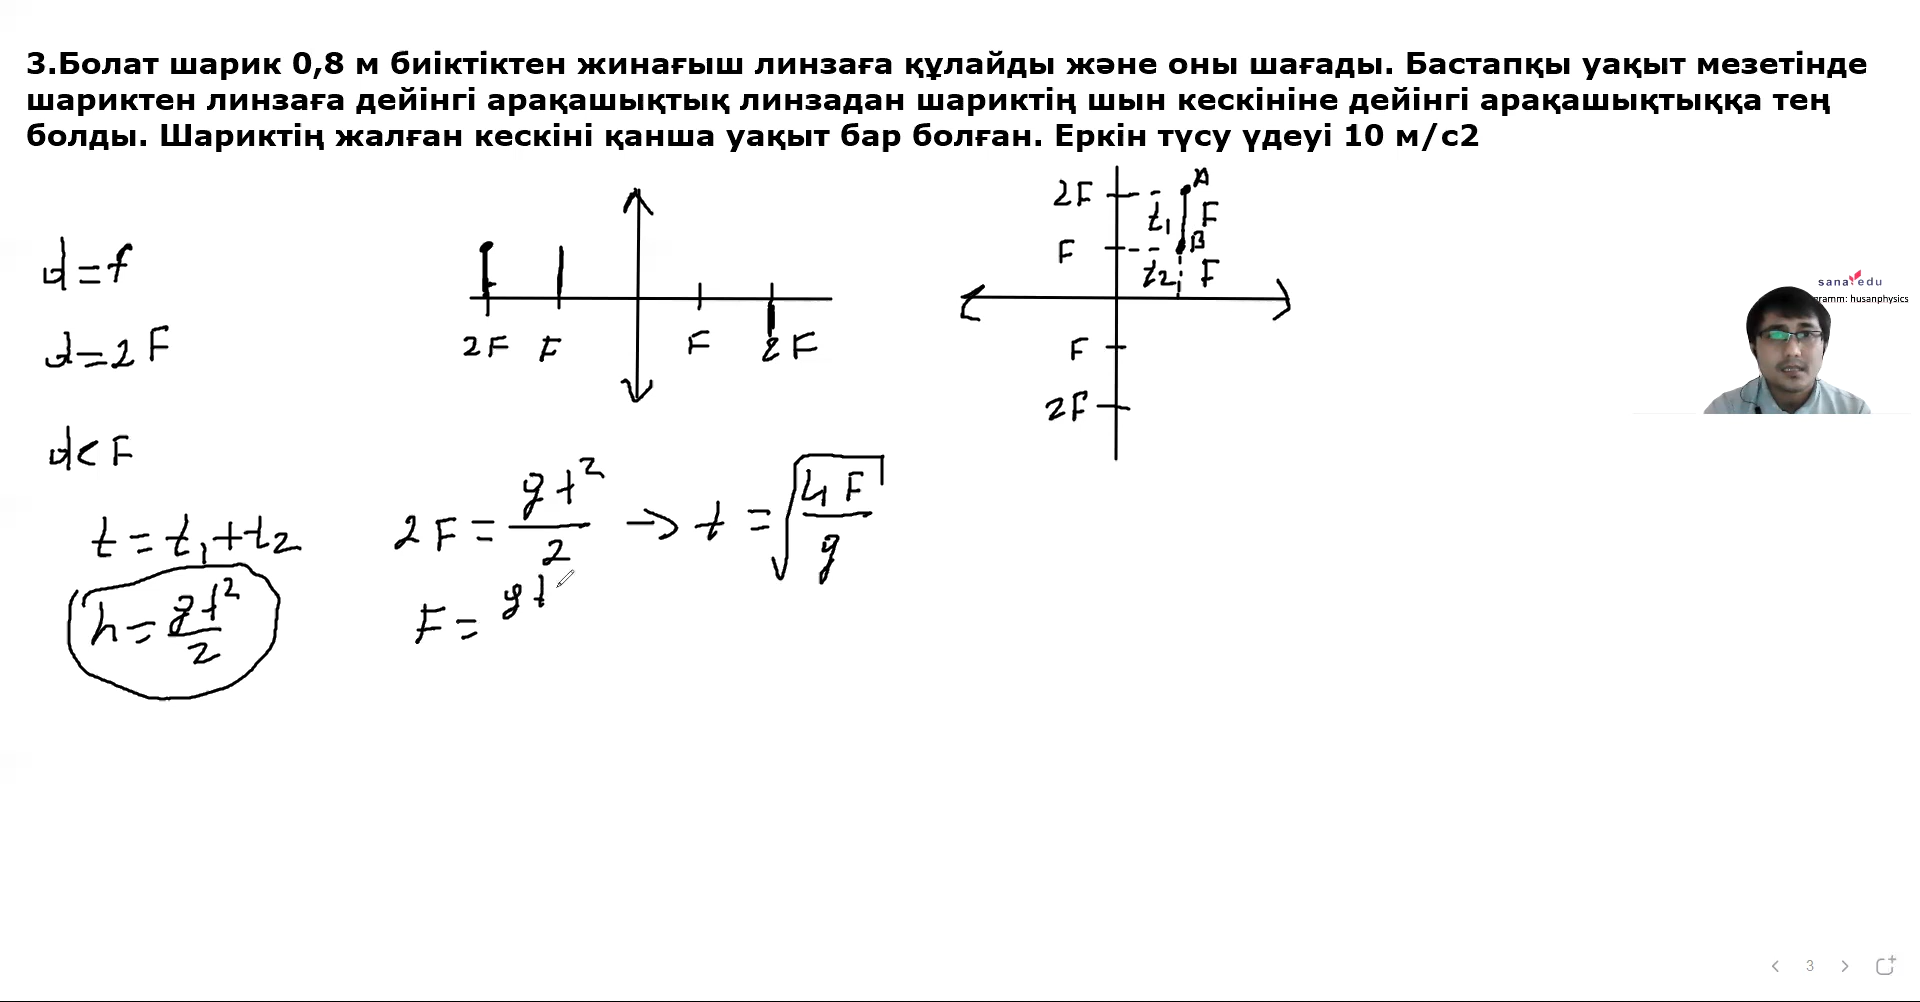 3.Болат шарик 0,8 м биіктіктен жинағыш линзаға құлайды және оны шағады. Бастапқы уақыт мезетінде
шариктен линзаға дейінгі арақашықтық линзадан шариктің шын кескініне дейінгі арақашықтыққа тең
болды. Шариктің жалған кескіні қанша уақыт бар болған. Еркін түсу үдеуі 10 м/с2
2F A
t₁ F
F B
t₂ F
d=f
sana edu
gramm: husanphysics
2F F F 2F
F
d=2F
2F
d<F
2F = gt²/2 → t = √(4F/g)
t = t₁+t₂
h = gt²/2
F = gt
3